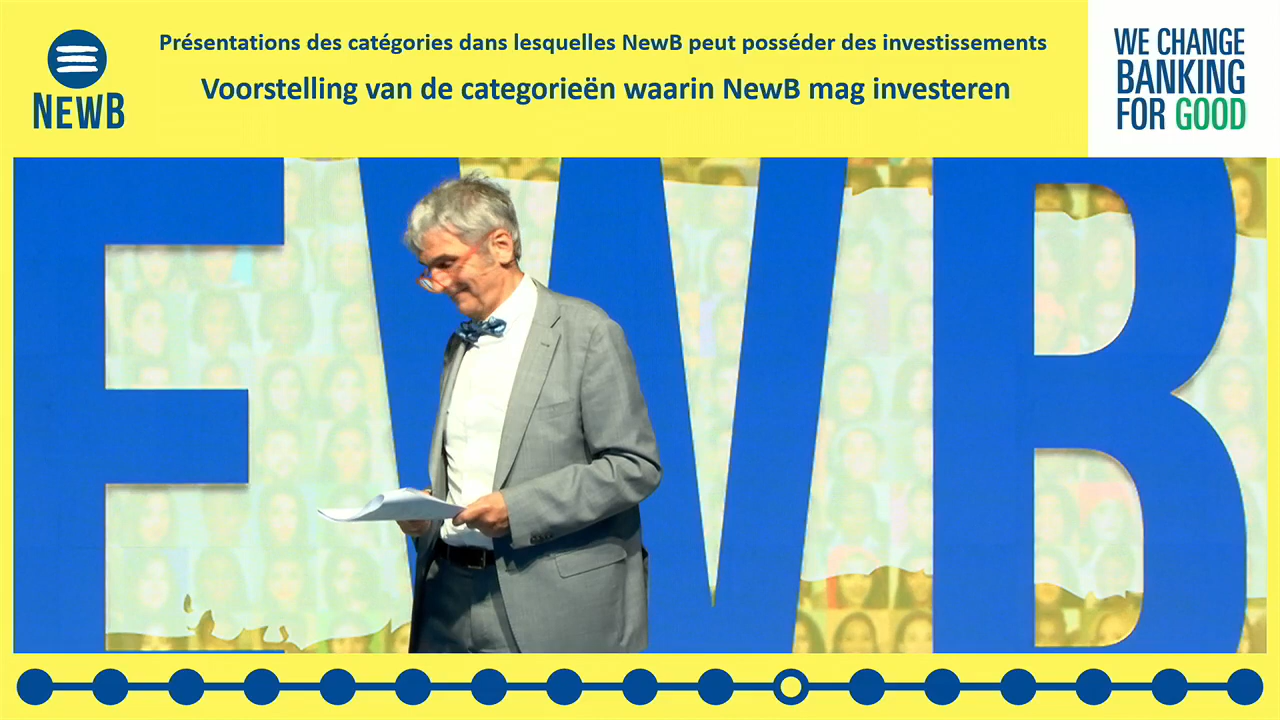 Présentations des catégories dans lesquelles NewB peut posséder des investissements
Voorstelling van de categorieën waarin NewB mag investeren
NEWB
WE CHANGE
BANKING
FOR GOOD
EWB